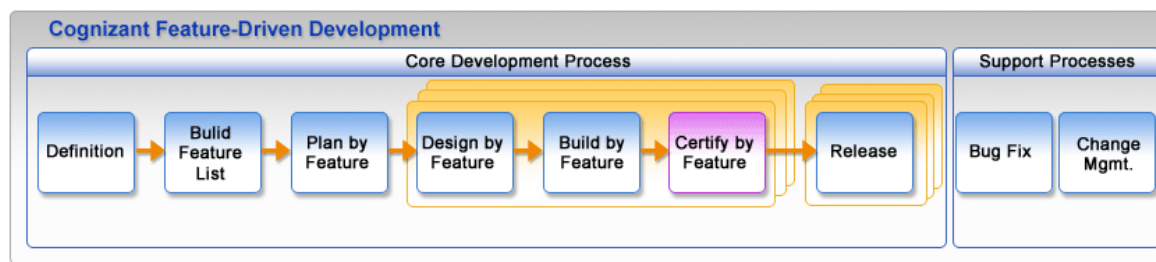 Cognizant Feature-Driven Development
Core Development Process
Support Processes
Definition
Bulid
Feature
List
Plan by
Feature
Design by
Feature
Build by
Feature
Certify by
Feature
Release
Bug Fix
Change
Mgmt.